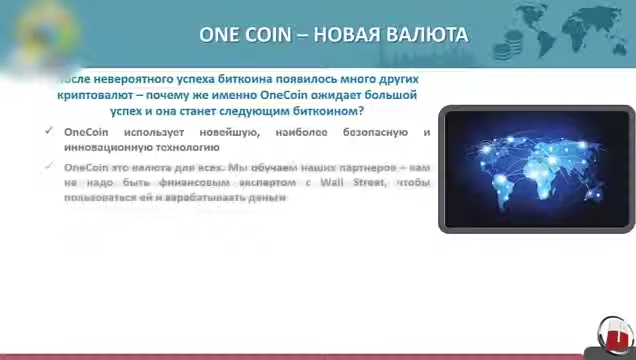 ONE COIN – НОВАЯ ВАЛЮТА
После невероятного успеха биткоина появилось много других
криптовалют – почему же именно OneCoin ожидает большой
успех и она станет следующим биткоином?
OneCoin использует новейшую, наиболее безопасную и
инновационную технологию
OneCoin это валюта для всех. Мы обучаем наших партнеров – вам
не надо быть финансовым экспертом с Wall Street, чтобы
пользоваться ей и зарабатывать деньги